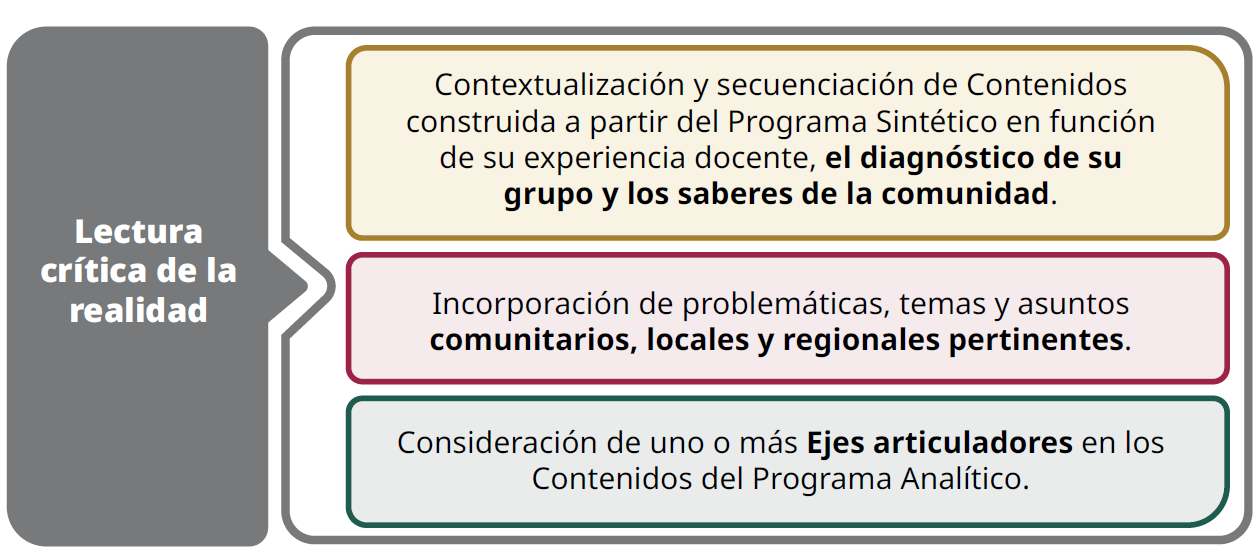 Lectura
crítica de la
realidad
Contextualización y secuenciación de Contenidos
construida a partir del Programa Sintético en función
de su experiencia docente, el diagnóstico de su
grupo y los saberes de la comunidad.
Incorporación de problemáticas, temas y asuntos
comunitarios, locales y regionales pertinentes.
Consideración de uno o más Ejes articuladores en los
Contenidos del Programa Analítico.